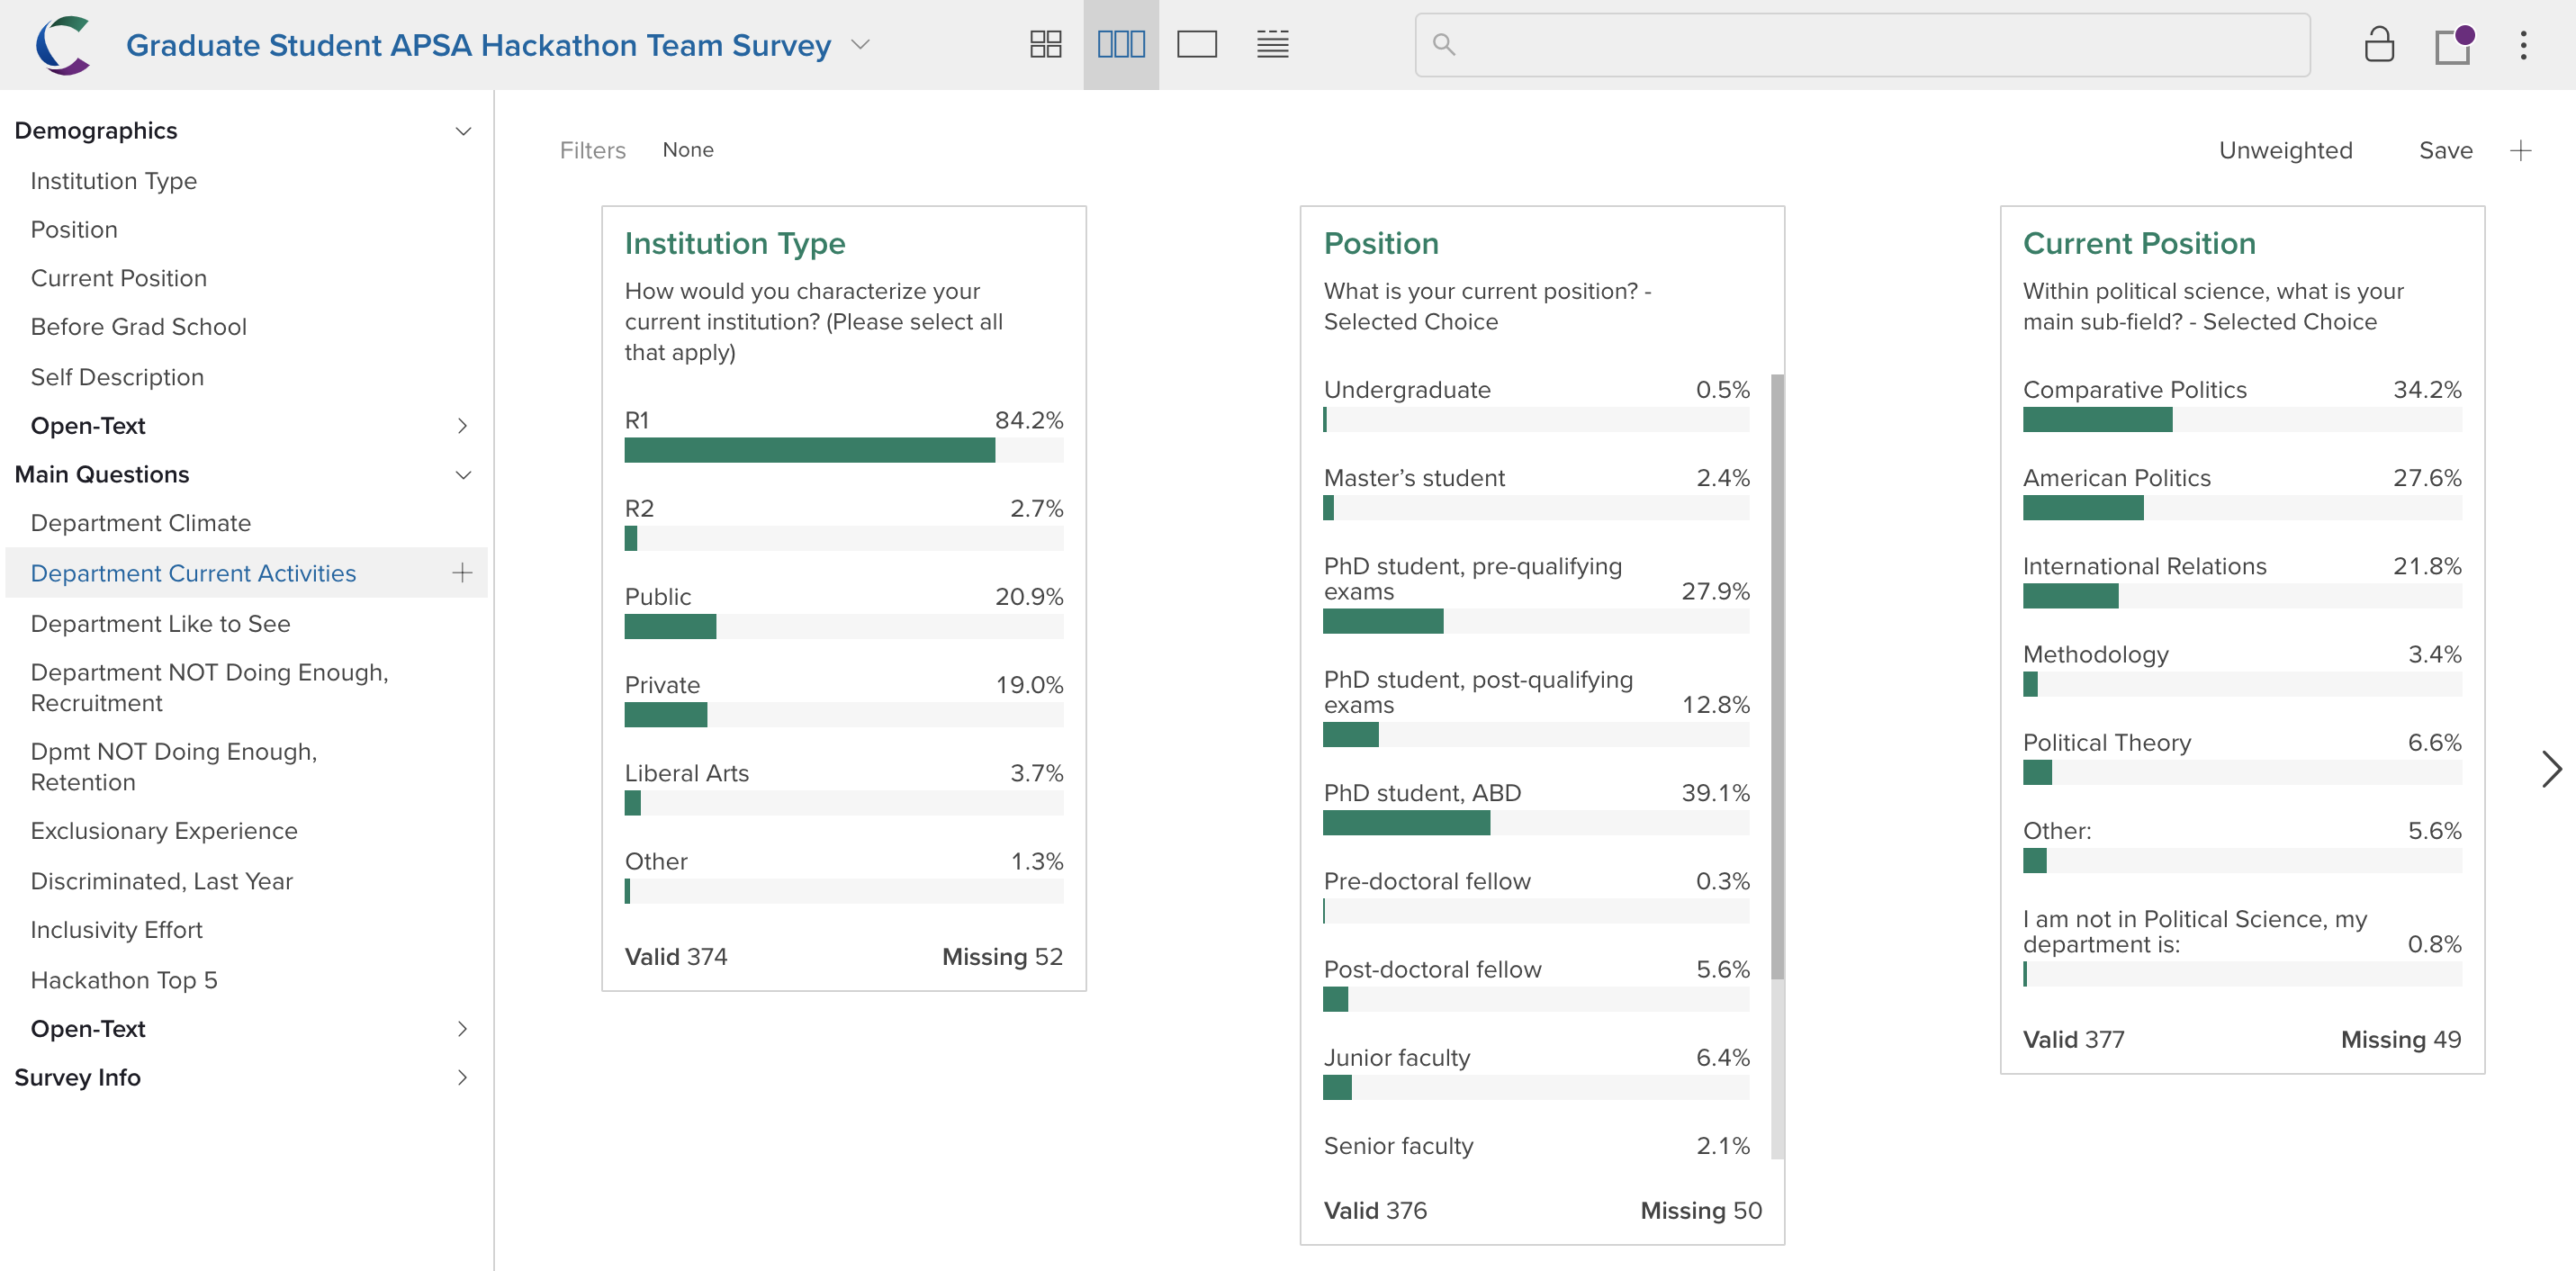 Graduate Student APSA Hackathon Team Survey
Demographics
Institution Type
Position
Current Position
Before Grad School
Self Description
Open-Text
Main Questions
Department Climate
Department Current Activities
Department Like to See
Department NOT Doing Enough,
Recruitment
Dpmt NOT Doing Enough,
Retention
Exclusionary Experience
Discriminated, Last Year
Inclusivity Effort
Hackathon Top 5
Open-Text
Survey Info
Filters None
Unweighted Save
Institution Type
How would you characterize your
current institution? (Please select all
that apply)
R1 84.2%
R2 2.7%
Public 20.9%
Private 19.0%
Liberal Arts 3.7%
Other 1.3%
Valid 374 Missing 52
Position
What is your current position? -
Selected Choice
Undergraduate 0.5%
Master’s student 2.4%
PhD student, pre-qualifying
exams 27.9%
PhD student, post-qualifying
exams 12.8%
PhD student, ABD 39.1%
Pre-doctoral fellow 0.3%
Post-doctoral fellow 5.6%
Junior faculty 6.4%
Senior faculty 2.1%
Valid 376 Missing 50
Current Position
Within political science, what is your
main sub-field? - Selected Choice
Comparative Politics 34.2%
American Politics 27.6%
International Relations 21.8%
Methodology 3.4%
Political Theory 6.6%
Other: 5.6%
I am not in Political Science, my
department is: 0.8%
Valid 377 Missing 49